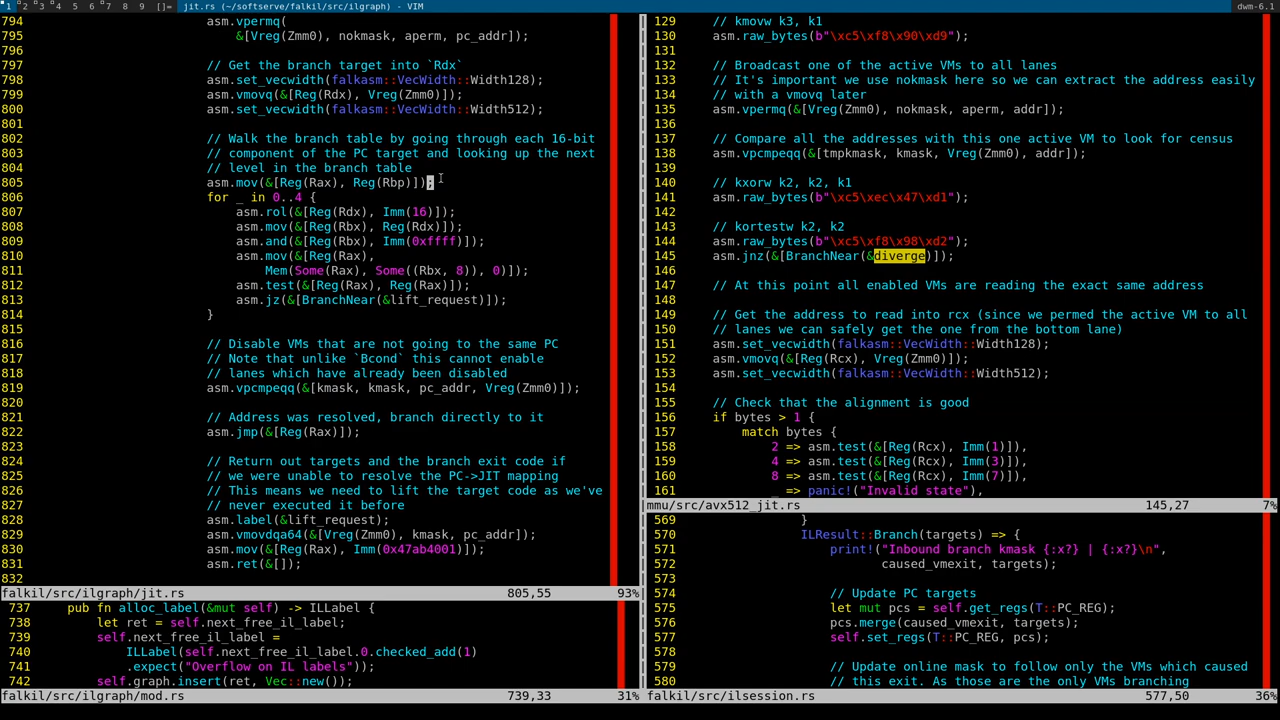 1 2 3 4 5 6 7 8 9 []= jit.rs (~/softserve/falkil/src/ilgraph) - VIM dwm-6.1
794 asm.vpermq(
795 &[Vreg(Zmm0), nokmask, aperm, pc_addr]);
796
797 // Get the branch target into `Rdx`
798 asm.set_vecwidth(falkasm::VecWidth::Width128);
799 asm.vmovq(&[Reg(Rdx), Vreg(Zmm0)]);
800 asm.set_vecwidth(falkasm::VecWidth::Width512);
801
802 // Walk the branch table by going through each 16-bit
803 // component of the PC target and looking up the next
804 // level in the branch table
805 asm.mov(&[Reg(Rax), Reg(Rbp)]);
806 for _ in 0..4 {
807 asm.rol(&[Reg(Rdx), Imm(16)]);
808 asm.mov(&[Reg(Rbx), Reg(Rdx)]);
809 asm.and(&[Reg(Rbx), Imm(0xffff)]);
810 asm.mov(&[Reg(Rax),
811 Mem(Some(Rax), Some((Rbx, 8)), 0)]);
812 asm.test(&[Reg(Rax), Reg(Rax)]);
813 asm.jz(&[BranchNear(&lift_request)]);
814 }
815
816 // Disable VMs that are not going to the same PC
817 // Note that unlike `Bcond` this cannot enable
818 // lanes which have already been disabled
819 asm.vpcmpeqq(&[kmask, kmask, pc_addr, Vreg(Zmm0)]);
820
821 // Address was resolved, branch directly to it
822 asm.jmp(&[Reg(Rax)]);
823
824 // Return out targets and the branch exit code if
825 // we were unable to resolve the PC->JIT mapping
826 // This means we need to lift the target code as we've
827 // never executed it before
828 asm.label(&lift_request);
829 asm.vmovdqa64(&[Vreg(Zmm0), kmask, pc_addr]);
830 asm.mov(&[Reg(Rax), Imm(0x47ab4001)]);
831 asm.ret(&[]);
832
falkil/src/ilgraph/jit.rs 805,55 93%
737 pub fn alloc_label(&mut self) -> ILLabel {
738 let ret = self.next_free_il_label;
739 self.next_free_il_label =
740 ILLabel(self.next_free_il_label.0.checked_add(1)
741 .expect("Overflow on IL labels"));
742 self.graph.insert(ret, Vec::new());
falkil/src/ilgraph/mod.rs 739,33 31%
129 // kmovw k3, k1
130 asm.raw_bytes(b"\xc5\xf8\x90\xd9");
131
132 // Broadcast one of the active VMs to all lanes
133 // It's important we use nokmask here so we can extract the address easily
134 // with a vmovq later
135 asm.vpermq(&[Vreg(Zmm0), nokmask, aperm, addr]);
136
137 // Compare all the addresses with this one active VM to look for census
138 asm.vpcmpeqq(&[tmpkmask, kmask, Vreg(Zmm0), addr]);
139
140 // kxorw k2, k2, k1
141 asm.raw_bytes(b"\xc5\xec\x47\xd1");
142
143 // kortestw k2, k2
144 asm.raw_bytes(b"\xc5\xf8\x98\xd2");
145 asm.jnz(&[BranchNear(&diverge)]);
146
147 // At this point all enabled VMs are reading the exact same address
148
149 // Get the address to read into rcx (since we permed the active VM to all
150 // lanes we can safely get the one from the bottom lane)
151 asm.set_vecwidth(falkasm::VecWidth::Width128);
152 asm.vmovq(&[Reg(Rcx), Vreg(Zmm0)]);
153 asm.set_vecwidth(falkasm::VecWidth::Width512);
154
155 // Check that the alignment is good
156 if bytes > 1 {
157 match bytes {
158 2 => asm.test(&[Reg(Rcx), Imm(1)]),
159 4 => asm.test(&[Reg(Rcx), Imm(3)]),
160 8 => asm.test(&[Reg(Rcx), Imm(7)]),
161 _ => panic!("Invalid state"),
mmu/src/avx512_jit.rs 145,27 7%
569 }
570 ILResult::Branch(targets) => {
571 print!("Inbound branch kmask {:x?} | {:x?}\n",
572 caused_vmexit, targets);
573
574 // Update PC targets
575 let mut pcs = self.get_regs(T::PC_REG);
576 pcs.merge(caused_vmexit, targets);
577 self.set_regs(T::PC_REG, pcs);
578
579 // Update online mask to follow only the VMs which caused
580 // this exit. As those are the only VMs branching
falkil/src/ilsession.rs 577,50 36%